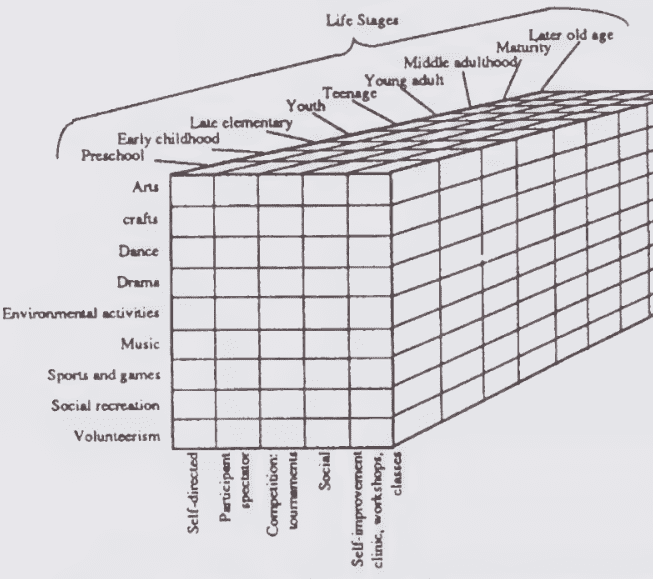 Life Stages
Later old age
Maturity
Middle adulthood
Young adult
Teenage
Youth
Late elementary
Early childhood
Preschool
Arts
crafts
Dance
Drama
Environmental activities
Music
Sports and games
Social recreation
Volunteerism
Self-directed
Participant
spectator
Competition:
tournaments
Social
Self-improvement
clinic, workshops,
classes